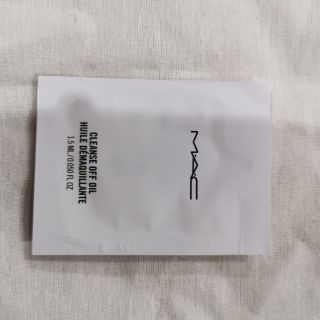 MAC
CLEANSE OFF OIL
HUILE DÉMAQUILLANTE
1.5 ML/0.050 FL OZ